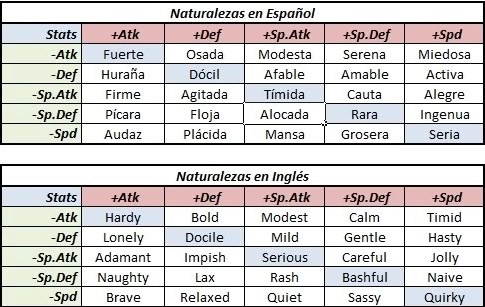 Naturalezas en Español
Stats +Atk +Def +Sp.Atk +Sp.Def +Spd
-Atk Fuerte Osada Modesta Serena Miedosa
-Def Huraña Dócil Afable Amable Activa
-Sp.Atk Firme Agitada Tímida Cauta Alegre
-Sp.Def Pícara Floja Alocada Rara Ingenua
-Spd Audaz Plácida Mansa Grosera Seria
Naturalezas en Inglés
Stats +Atk +Def +Sp.Atk +Sp.Def +Spd
-Atk Hardy Bold Modest Calm Timid
-Def Lonely Docile Mild Gentle Hasty
-Sp.Atk Adamant Impish Serious Careful Jolly
-Sp.Def Naughty Lax Rash Bashful Naive
-Spd Brave Relaxed Quiet Sassy Quirky